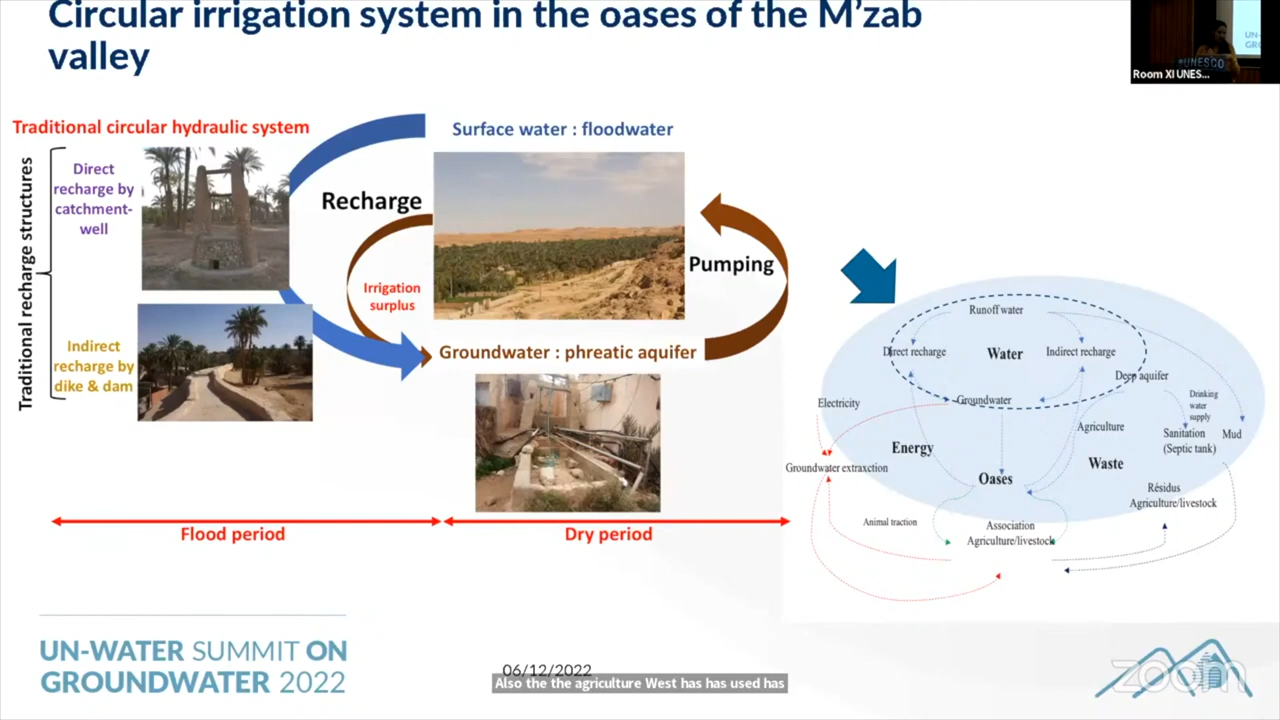 Circular irrigation system in the oases of the M'zab
valley
#UNESCO
Room XI UNES...
Traditional circular hydraulic system
Traditional recharge structures
Direct
recharge by
catchment-
well
Indirect
recharge by
dike & dam
Recharge
Irrigation
surplus
Surface water : floodwater
Pumping
Groundwater : phreatic aquifer
Flood period
Dry period
Runoff water
Direct recharge
Water
Indirect recharge
Deep aquifer
Electricity
Groundwater
Drinking
water
supply
Agriculture
Sanitation
(Septic tank)
Mud
Energy
Waste
Groundwater extraxction
Oases
Résidus
Agriculture/livestock
Animal traction
Association
Agriculture/livestock
UN-WATER SUMMIT ON
GROUNDWATER 2022
06/12/2022
Also the the agriculture West has has used has
zoom